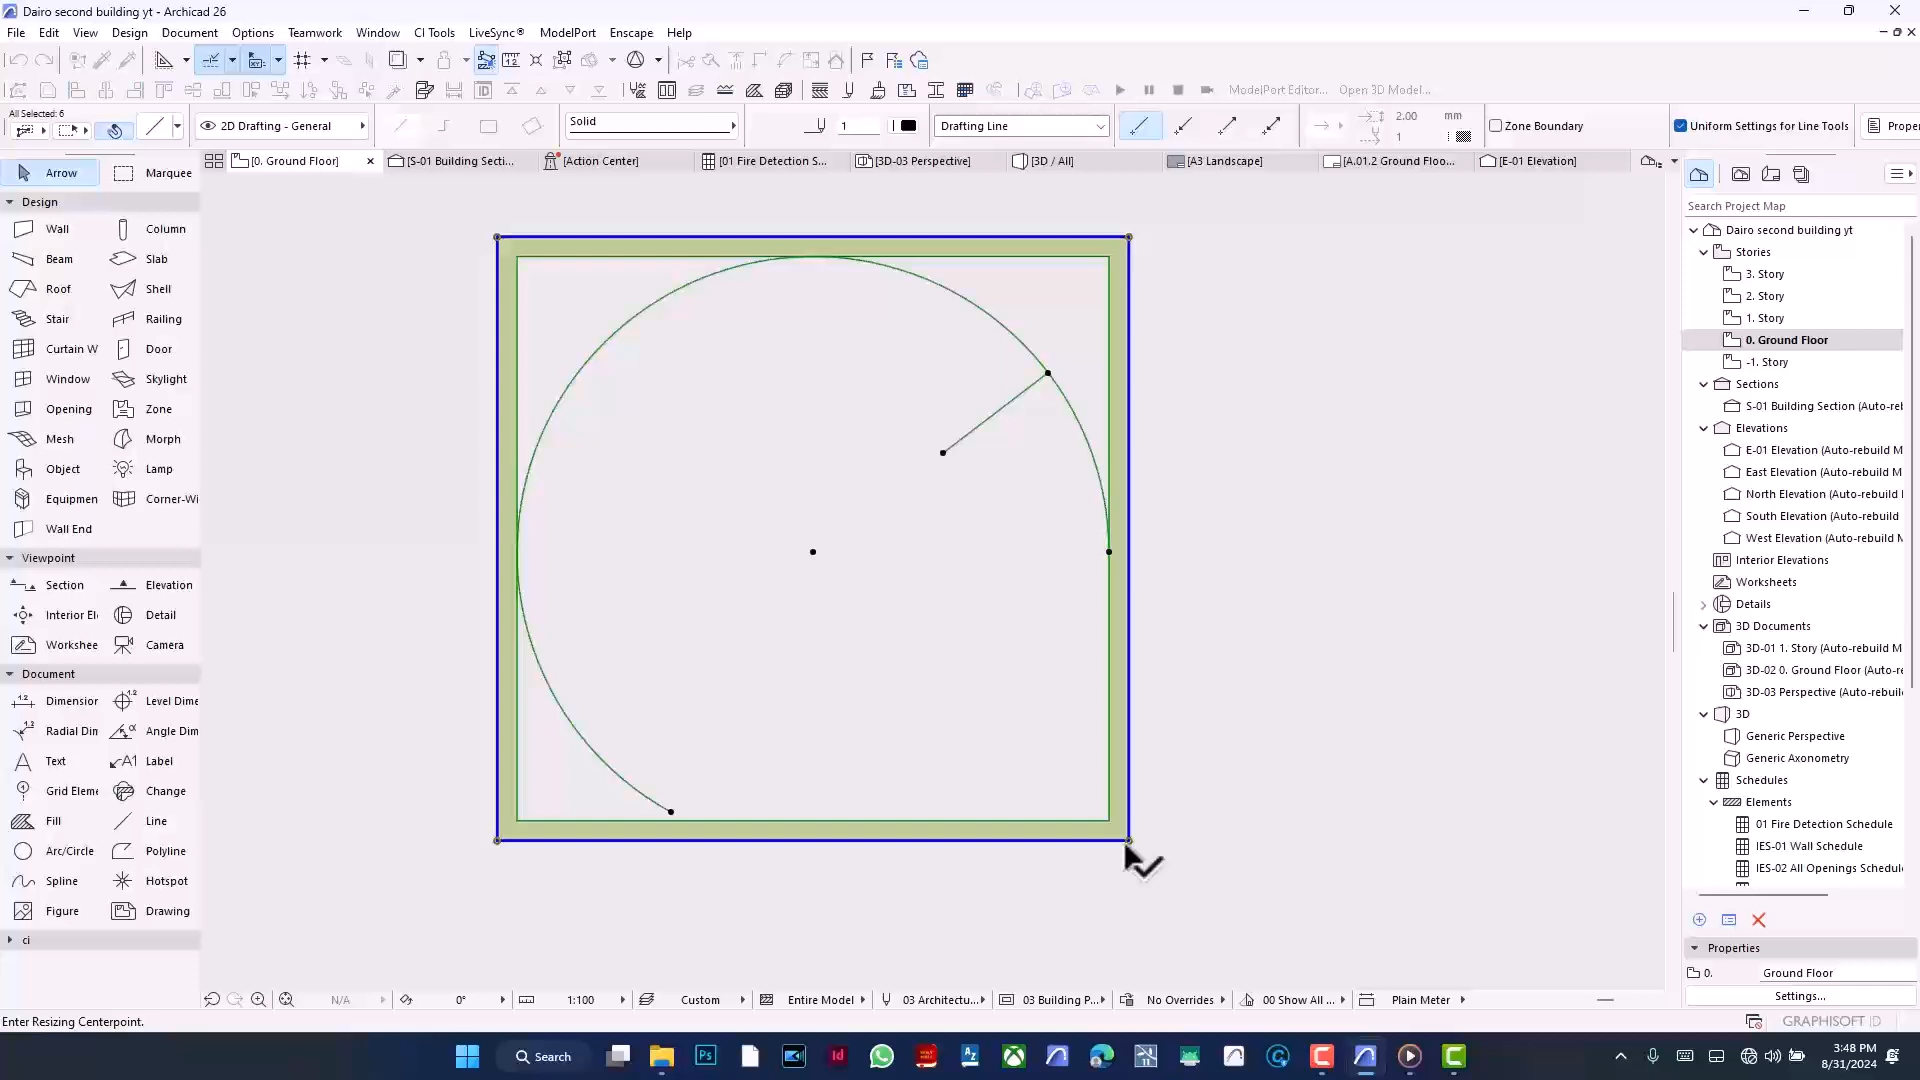 Dairo second building yt - Archicad 26
File Edit View Design Document Options Teamwork Window CI Tools LiveSync® ModelPort Enscape Help
ModelPort Editor... Open 3D Model...
All Selected: 6
2D Drafting - General
Solid
1
Drafting Line
2.00 mm
1
Zone Boundary
Uniform Settings for Line Tools
Proper
Arrow Marquee
[0. Ground Floor]
[S-01 Building Secti...
[Action Center]
[01 Fire Detection S...
[3D-03 Perspective]
[3D / All]
[A3 Landscape]
[A.01.2 Ground Floo...
[E-01 Elevation]
Design
Wall Column
Beam Slab
Roof Shell
Stair Railing
Curtain W Door
Window Skylight
Opening Zone
Mesh Morph
Object Lamp
Equipmen Corner-Wi
Wall End
Viewpoint
Section Elevation
Interior El Detail
Workshee Camera
Document
Dimension Level Dime
Radial Dim Angle Dim
Text Label
Grid Eleme Change
Fill Line
Arc/Circle Polyline
Spline Hotspot
Figure Drawing
ci
Search Project Map
Dairo second building yt
Stories
3. Story
2. Story
1. Story
0. Ground Floor
-1. Story
Sections
S-01 Building Section (Auto-rel
Elevations
E-01 Elevation (Auto-rebuild M
East Elevation (Auto-rebuild M
North Elevation (Auto-rebuild
South Elevation (Auto-rebuild
West Elevation (Auto-rebuild M
Interior Elevations
Worksheets
Details
3D Documents
3D-01 1. Story (Auto-rebuild M
3D-02 0. Ground Floor (Auto-re
3D-03 Perspective (Auto-rebuil
3D
Generic Perspective
Generic Axonometry
Schedules
Elements
01 Fire Detection Schedule
IES-01 Wall Schedule
IES-02 All Openings Schedul
Properties
0. Ground Floor
Settings...
N/A
0°
1:100
Custom
Entire Model
03 Architectu...
03 Building P...
No Overrides
00 Show All ...
Plain Meter
Enter Resizing Centerpoint.
GRAPHISOFT ID
Search
3:48 PM
8/31/2024